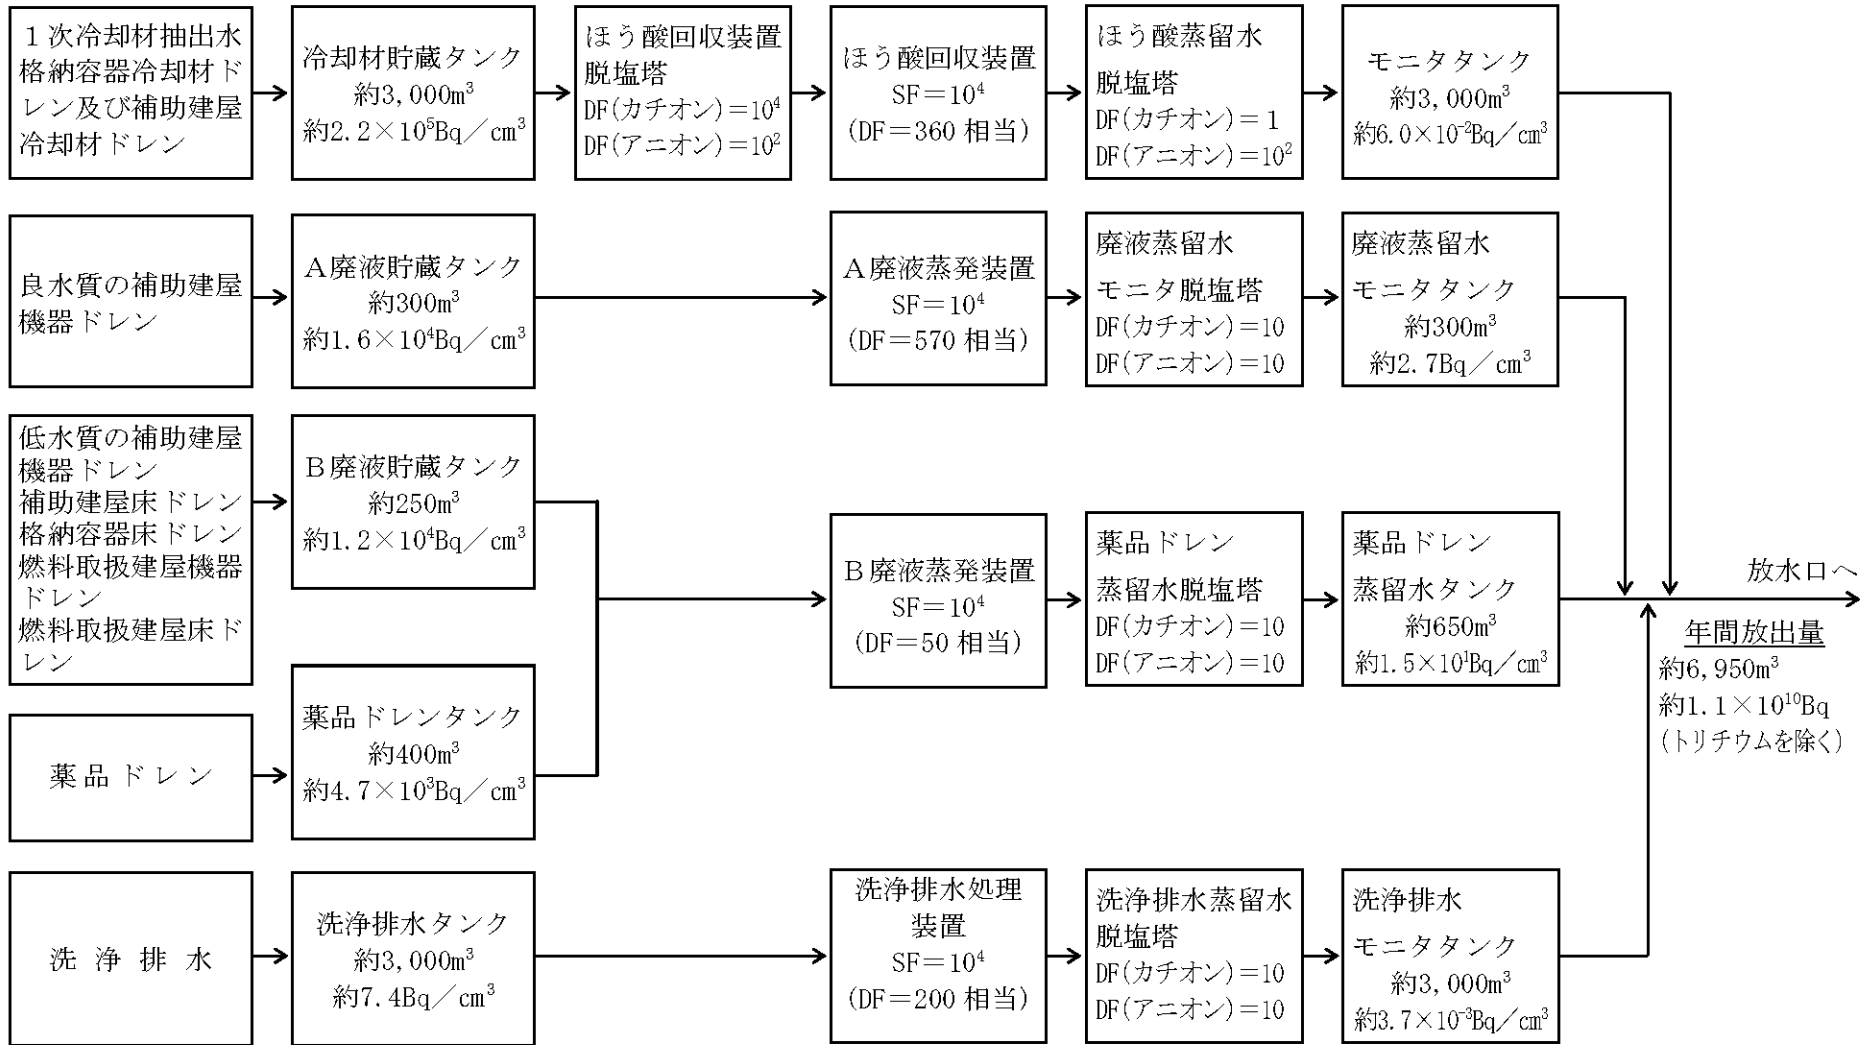 1次冷却材抽出水
格納容器冷却材ド
レン及び補助建屋
冷却材ドレン
冷却材貯蔵タンク
約3,000m³
約2.2×10⁵Bq/cm³
ほう酸回収装置
脱塩塔
DF(カチオン)=10⁴
DF(アニオン)=10²
ほう酸回収装置
SF=10⁴
(DF=360 相当)
ほう酸蒸留水
脱塩塔
DF(カチオン)=1
DF(アニオン)=10²
モニタタンク
約3,000m³
約6.0×10⁻²Bq/cm³
良水質の補助建屋
機器ドレン
A廃液貯蔵タンク
約300m³
約1.6×10⁴Bq/cm³
A廃液蒸発装置
SF=10⁴
(DF=570 相当)
廃液蒸留水
モニタ脱塩塔
DF(カチオン)=10
DF(アニオン)=10
廃液蒸留水
モニタタンク
約300m³
約2.7Bq/cm³
低水質の補助建屋
機器ドレン
補助建屋床ドレン
格納容器床ドレン
燃料取扱建屋機器
ドレン
燃料取扱建屋床ド
レン
B廃液貯蔵タンク
約250m³
約1.2×10⁴Bq/cm³
薬品ドレン
薬品ドレンタンク
約400m³
約4.7×10³Bq/cm³
B廃液蒸発装置
SF=10⁴
(DF=50 相当)
薬品ドレン
蒸留水脱塩塔
DF(カチオン)=10
DF(アニオン)=10
薬品ドレン
蒸留水タンク
約650m³
約1.5×10¹Bq/cm³
放水口へ
年間放出量
約6,950m³
約1.1×10¹⁰Bq
(トリチウムを除く)
洗浄排水
洗浄排水タンク
約3,000m³
約7.4Bq/cm³
洗浄排水処理
装置
SF=10⁴
(DF=200 相当)
洗浄排水蒸留水
脱塩塔
DF(カチオン)=10
DF(アニオン)=10
洗浄排水
モニタタンク
約3,000m³
約3.7×10⁻³Bq/cm³